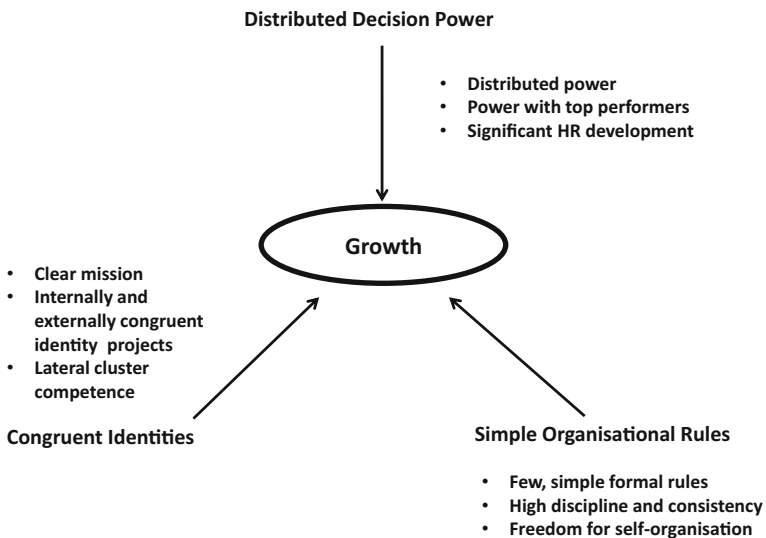 Distributed Decision Power
• Distributed power
• Power with top performers
• Significant HR development
Growth
• Clear mission
• Internally and
externally congruent
identity projects
• Lateral cluster
competence
Congruent Identities
Simple Organisational Rules
• Few, simple formal rules
• High discipline and consistency
• Freedom for self-organisation